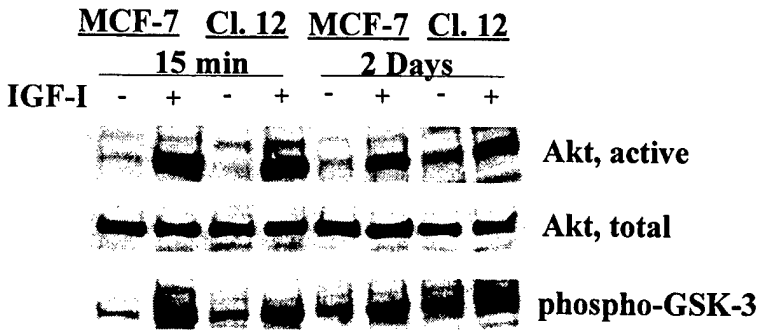 MCF-7 Cl. 12 MCF-7 Cl. 12
15 min 2 Days
IGF-I - + - + - + - +
Akt, active
Akt, total
phospho-GSK-3